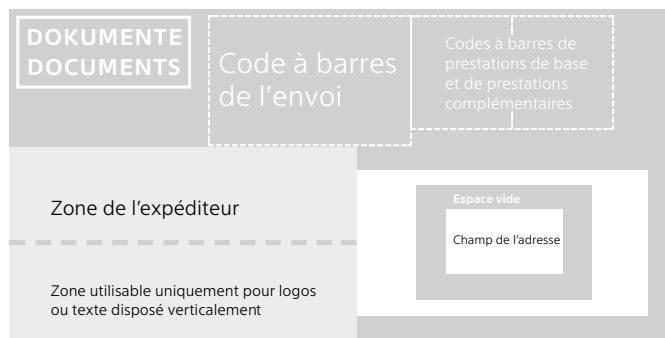 DOKUMENTE
DOCUMENTS
Code à barres
de l’envoi
Codes à barres de
prestations de base
et de prestations
complémentaires
Zone de l’expéditeur
Espace vide
Champ de l’adresse
Zone utilisable uniquement pour logos
ou texte disposé verticalement